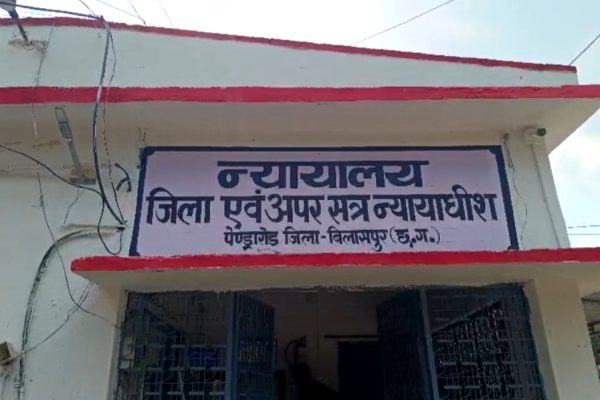 न्यायालय
जिला एवं अपर सत्र न्यायाधीश
पेण्ड्रारोड जिला-बिलासपुर (छ.ग.)